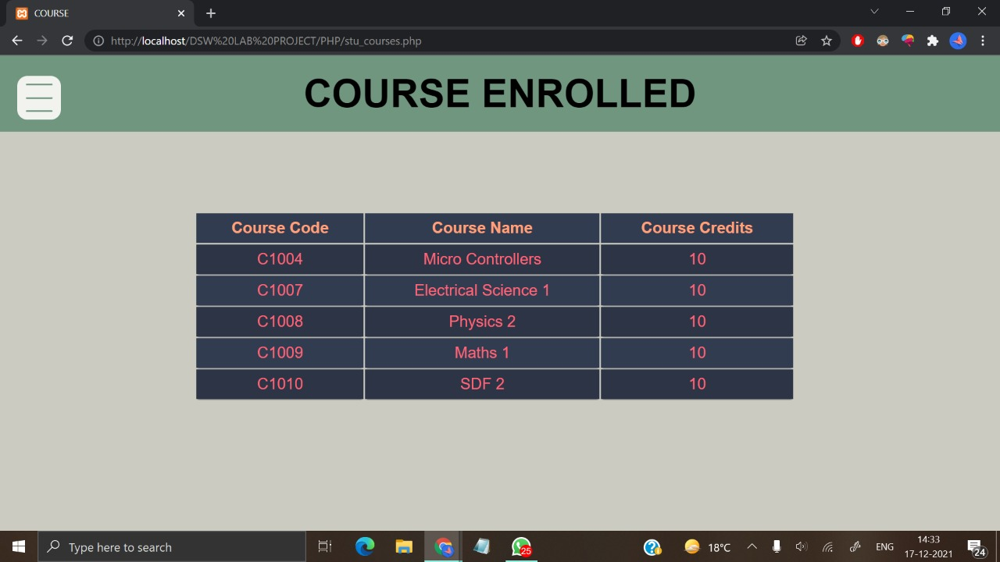 COURSE
http://localhost/DSW%20LAB%20PROJECT/PHP/stu_courses.php
COURSE ENROLLED
Course Code Course Name Course Credits
C1004 Micro Controllers 10
C1007 Electrical Science 1 10
C1008 Physics 2 10
C1009 Maths 1 10
C1010 SDF 2 10
Type here to search
25
18°C
ENG
14:33
17-12-2021
24